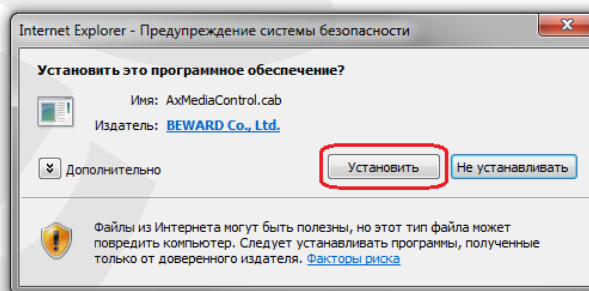 Internet Explorer - Предупреждение системы безопасности
Установить это программное обеспечение?
Имя: AxMediaControl.cab
Издатель: BEWARD Co., Ltd.
Дополнительно
Установить
Не устанавливать
Файлы из Интернета могут быть полезны, но этот тип файла может
повредить компьютер. Следует устанавливать программы, полученные
только от доверенного издателя. Факторы риска